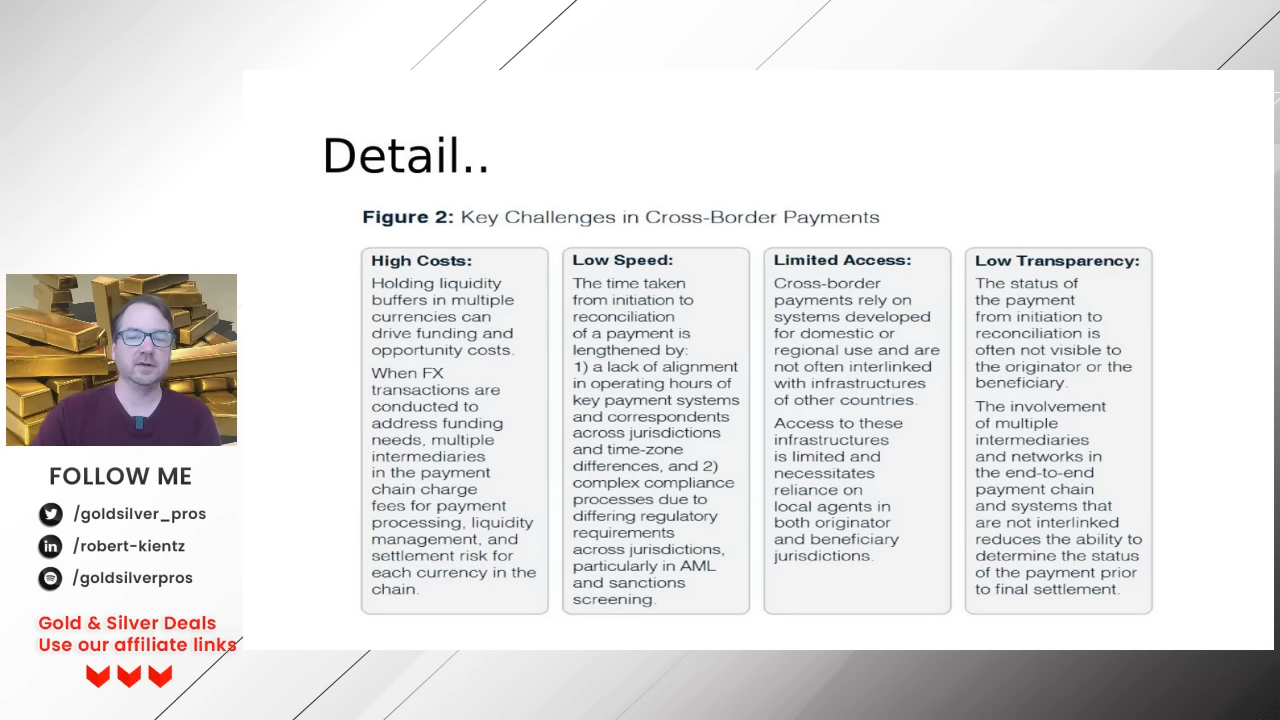 Detail..
Figure 2: Key Challenges in Cross-Border Payments
High Costs:
Holding liquidity
buffers in multiple
currencies can
drive funding and
opportunity costs.
When FX
transactions are
conducted to
address funding
needs, multiple
intermediaries
in the payment
chain charge
fees for payment
processing, liquidity
management, and
settlement risk for
each currency in the
chain.
Low Speed:
The time taken
from initiation to
reconciliation
of a payment is
lengthened by:
1) a lack of alignment
in operating hours of
key payment systems
and correspondents
across jurisdictions
and time-zone
differences, and 2)
complex compliance
processes due to
differing regulatory
requirements
across jurisdictions,
particularly in AML
and sanctions
screening.
Limited Access:
Cross-border
payments rely on
systems developed
for domestic or
regional use and are
not often interlinked
with infrastructures
of other countries.
Access to these
infrastructures
is limited and
necessitates
reliance on
local agents in
both originator
and beneficiary
jurisdictions.
Low Transparency:
The status of
the payment
from initiation to
reconciliation is
often not visible to
the originator or the
beneficiary.
The involvement
of multiple
intermediaries
and networks in
the end-to-end
payment chain
and systems that
are not interlinked
reduces the ability to
determine the status
of the payment prior
to final settlement.
FOLLOW ME
/goldsilver_pros
/robert-kientz
/goldsilverpros
Gold & Silver Deals
Use our affiliate links